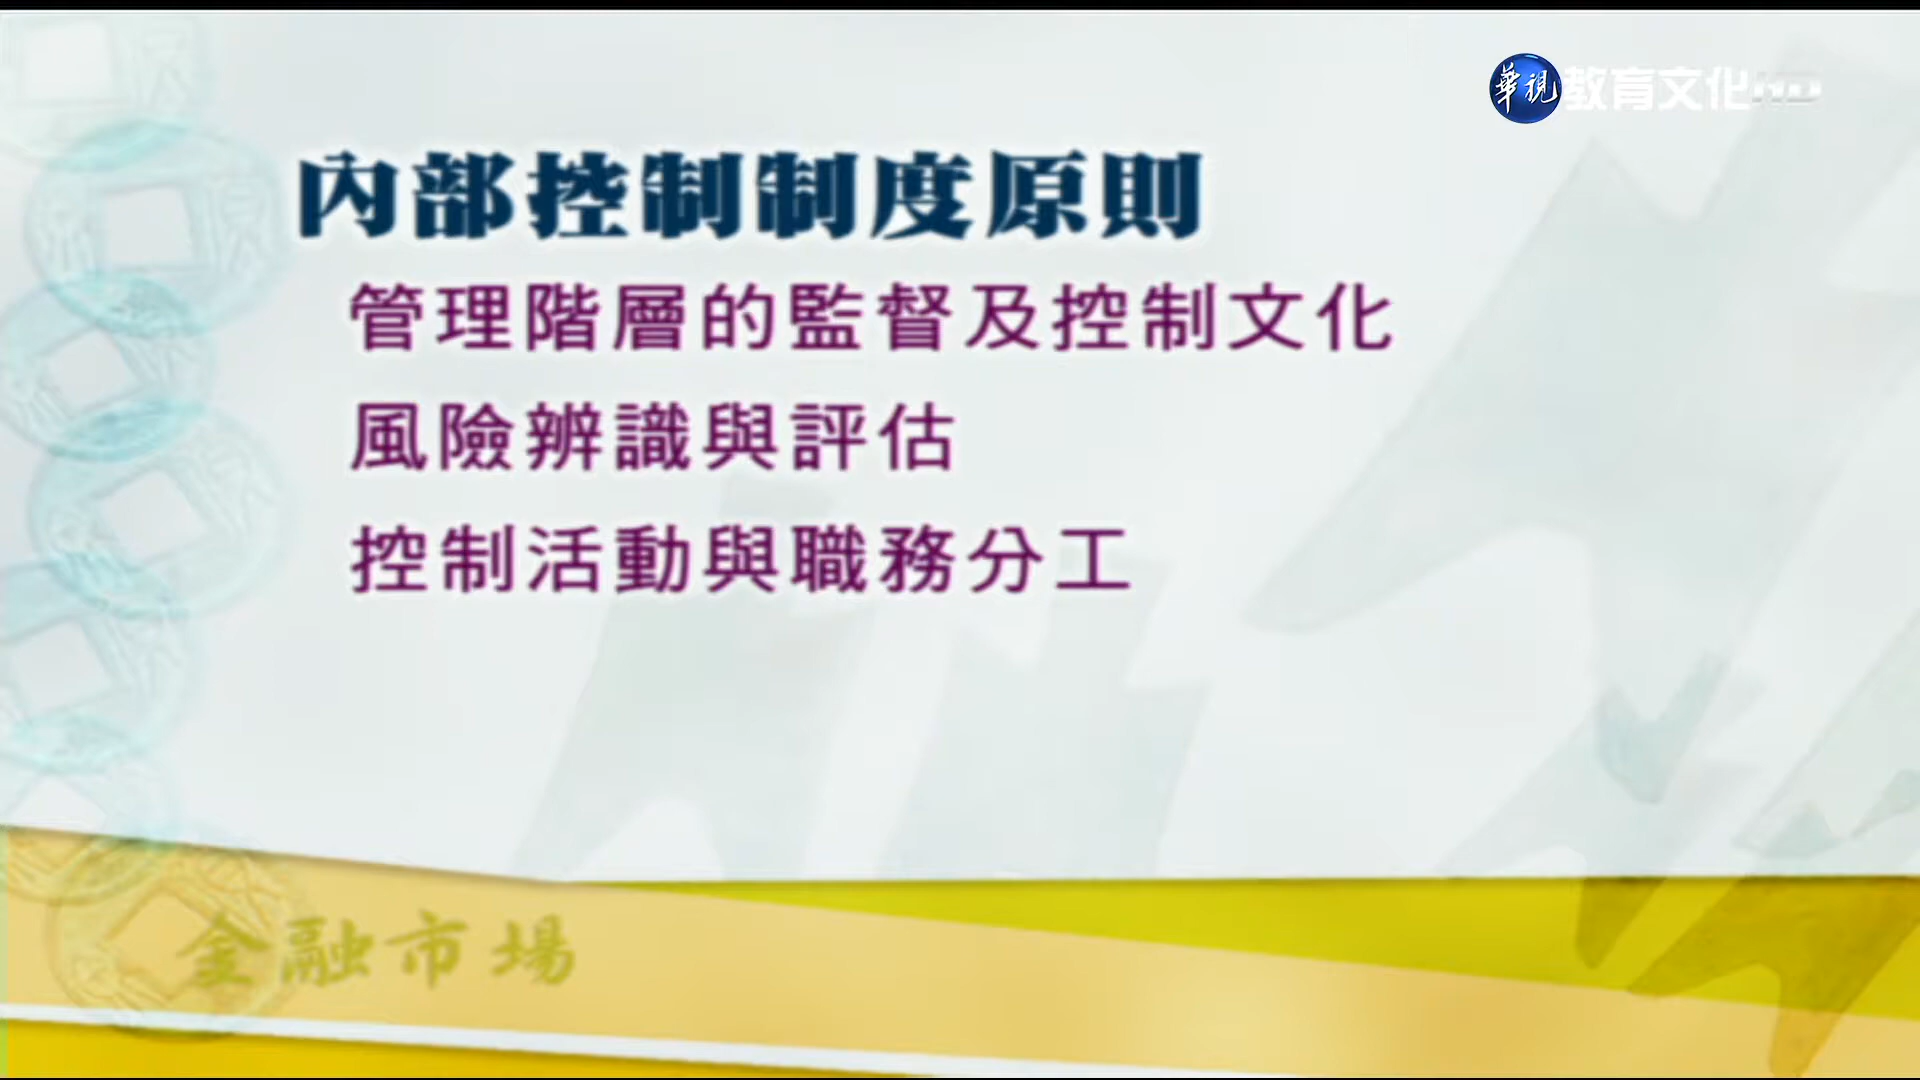 華視教育文化HD
內部控制制度原則
管理階層的監督及控制文化
風險辨識與評估
控制活動與職務分工
金融市場